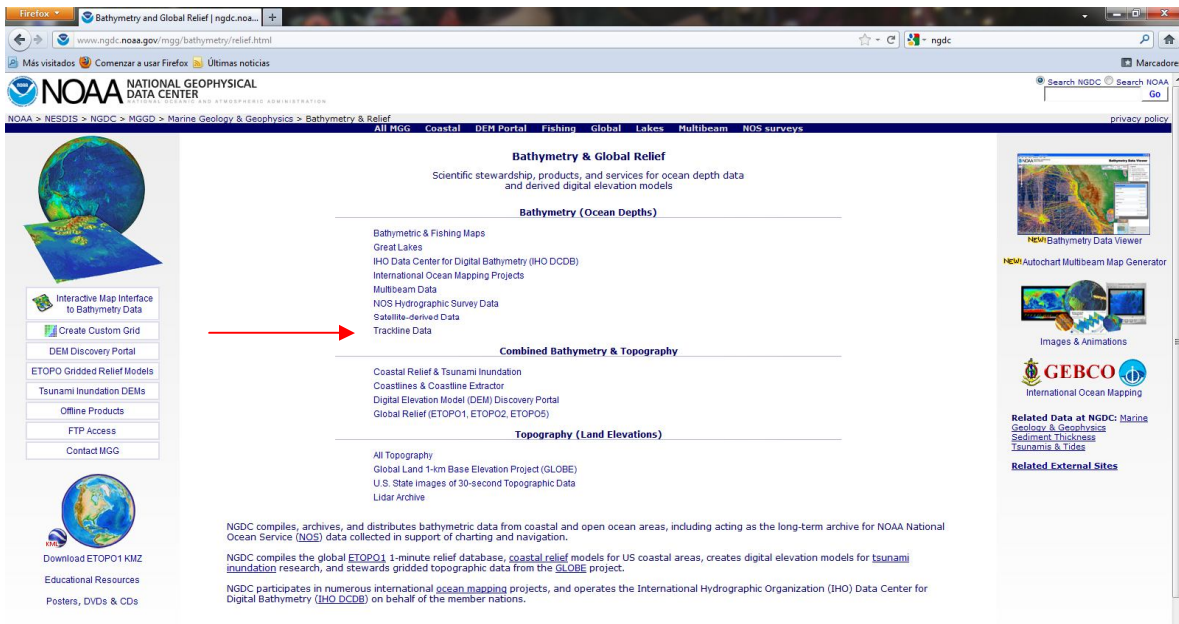 Firefox
Bathymetry and Global Relief | ngdc.noa...
www.ngdc.noaa.gov/mgg/bathymetry/relief.html
ngdc
Más visitados Comenzar a usar Firefox Últimas noticias
Marcadore
NOAA NATIONAL GEOPHYSICAL
DATA CENTER
NATIONAL OCEANIC AND ATMOSPHERIC ADMINISTRATION
Search NGDC Search NOAA
Go
NOAA > NESDIS > NGDC > MGGD > Marine Geology & Geophysics > Bathymetry & Relief
privacy policy
All MGG Coastal DEM Portal Fishing Global Lakes Multibeam NOS surveys
Bathymetry & Global Relief
Scientific stewardship, products, and services for ocean depth data
and derived digital elevation models
Bathymetry (Ocean Depths)
Bathymetric & Fishing Maps
Great Lakes
IHO Data Center for Digital Bathymetry (IHO DCDB)
International Ocean Mapping Projects
Multibeam Data
NOS Hydrographic Survey Data
Satellite-derived Data
Trackline Data
Combined Bathymetry & Topography
Coastal Relief & Tsunami Inundation
Coastlines & Coastline Extractor
Digital Elevation Model (DEM) Discovery Portal
Global Relief (ETOPO1, ETOPO2, ETOPO5)
Topography (Land Elevations)
All Topography
Global Land 1-km Base Elevation Project (GLOBE)
U.S. State images of 30-second Topographic Data
Lidar Archive
NGDC compiles, archives, and distributes bathymetric data from coastal and open ocean areas, including acting as the long-term archive for NOAA National
Ocean Service (NOS) data collected in support of charting and navigation.
NGDC compiles the global ETOPO1 1-minute relief database, coastal relief models for US coastal areas, creates digital elevation models for tsunami
inundation research, and stewards gridded topographic data from the GLOBE project.
NGDC participates in numerous international ocean mapping projects, and operates the International Hydrographic Organization (IHO) Data Center for
Digital Bathymetry (IHO DCDB) on behalf of the member nations.
Interactive Map Interface
to Bathymetry Data
Create Custom Grid
DEM Discovery Portal
ETOPO Gridded Relief Models
Tsunami Inundation DEMs
Offline Products
FTP Access
Contact MGG
KML
Download ETOPO1 KMZ
Educational Resources
Posters, DVDs & CDs
Bathymetry Data Viewer
NEW! Bathymetry Data Viewer
NEW! Autochart Multibeam Map Generator
Images & Animations
GEBCO
International Ocean Mapping
Related Data at NGDC: Marine
Geology & Geophysics
Sediment Thickness
Tsunamis & Tides
Related External Sites